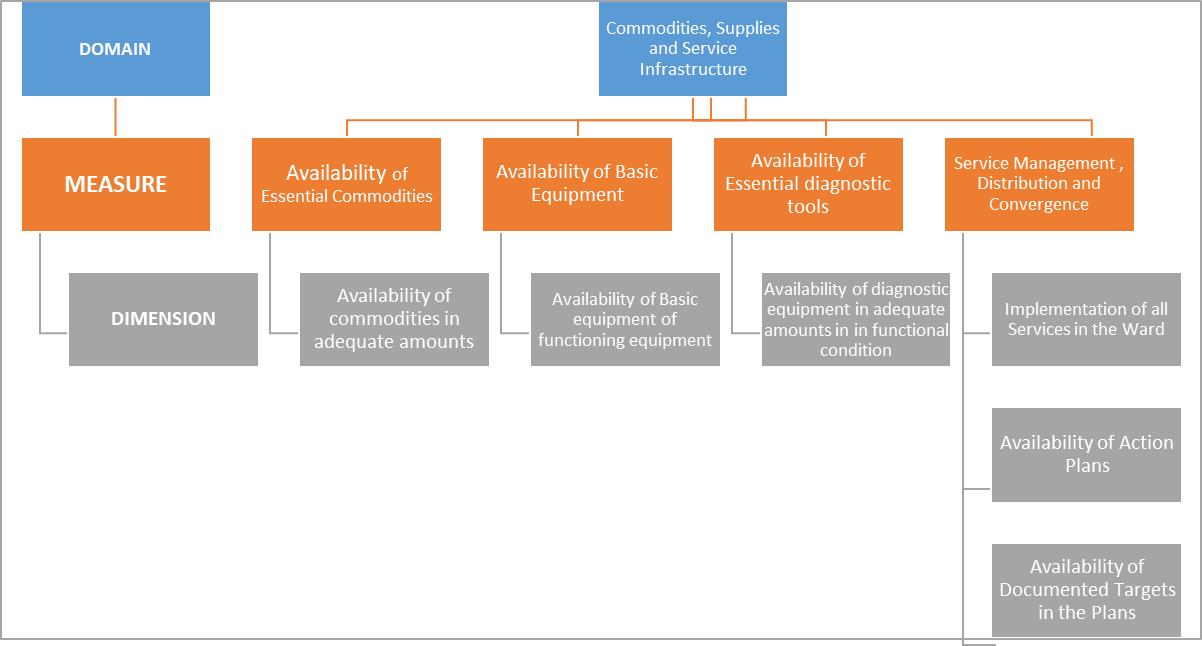 DOMAIN
Commodities, Supplies
and Service
Infrastructure
MEASURE
Availability of
Essential Commodities
Availability of Basic
Equipment
Availability of
Essential diagnostic
tools
Service Management ,
Distribution and
Convergence
DIMENSION
Availability of
commodities in
adequate amounts
Availability of Basic
equipment of
functioning equipment
Availability of diagnostic
equipment in adequate
amounts in in functional
condition
Implementation of all
Services in the Ward
Availability of Action
Plans
Availability of
Documented Targets
in the Plans